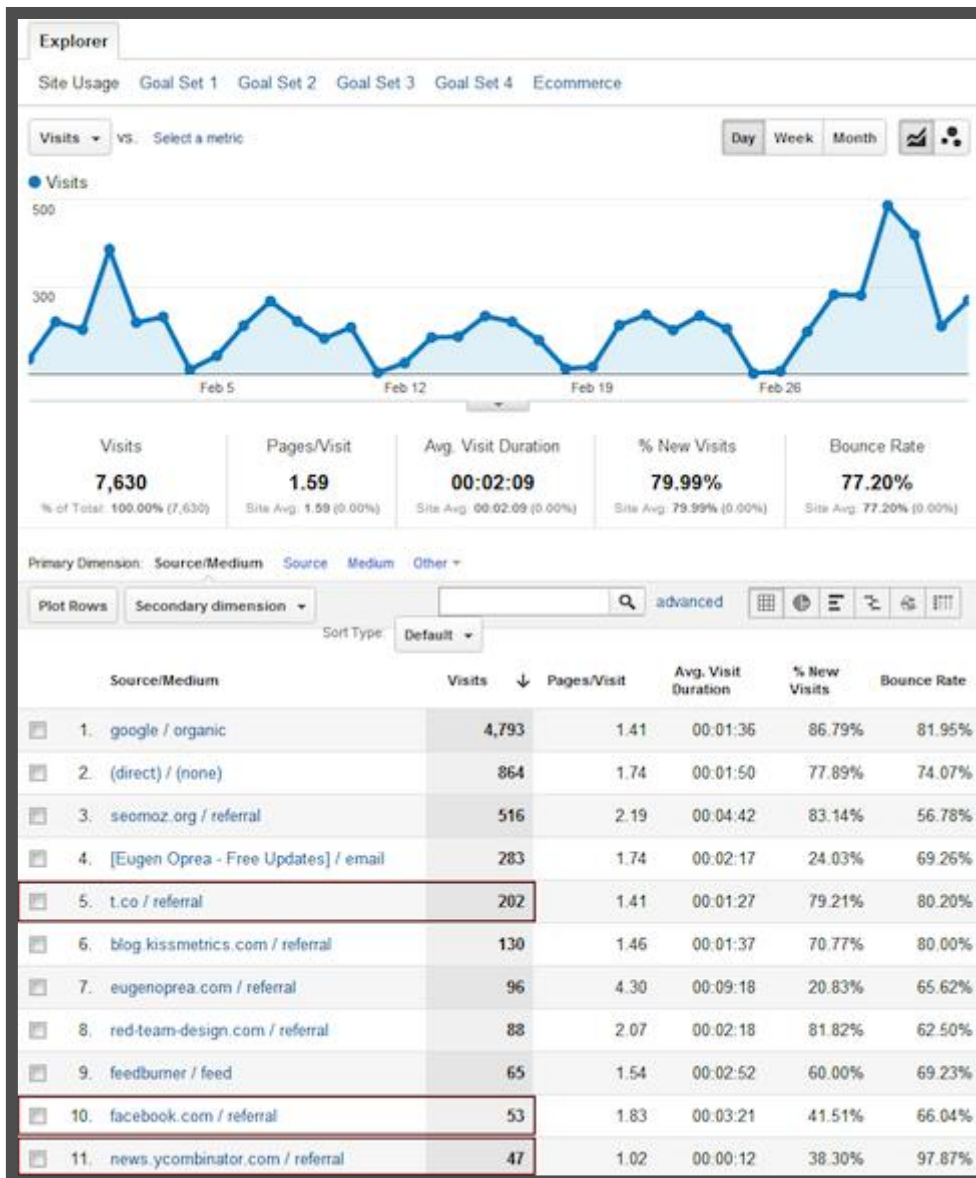 Explorer
Site Usage Goal Set 1 Goal Set 2 Goal Set 3 Goal Set 4 Ecommerce
Visits VS. Select a metric Day Week Month
Visits
500
300
Feb 5 Feb 12 Feb 19 Feb 26
Visits Pages/Visit Avg. Visit Duration % New Visits Bounce Rate
7,630 1.59 00:02:09 79.99% 77.20%
% of Total: 100.00% (7,630) Site Avg: 1.59 (0.00%) Site Avg: 00:02:09 (0.00%) Site Avg: 79.99% (0.00%) Site Avg: 77.20% (0.00%)
Primary Dimension: Source/Medium Source Medium Other
Plot Rows Secondary dimension advanced
Sort Type: Default
Source/Medium Visits Pages/Visit Avg. Visit Duration % New Visits Bounce Rate
1. google / organic 4,793 1.41 00:01:36 86.79% 81.95%
2. (direct) / (none) 864 1.74 00:01:50 77.89% 74.07%
3. seomoz.org / referral 516 2.19 00:04:42 83.14% 56.78%
4. [Eugen Oprea - Free Updates] / email 283 1.74 00:02:17 24.03% 69.26%
5. t.co / referral 202 1.41 00:01:27 79.21% 80.20%
6. blog.kissmetrics.com / referral 130 1.46 00:01:37 70.77% 80.00%
7. eugenoprea.com / referral 96 4.30 00:09:18 20.83% 65.62%
8. red-team-design.com / referral 88 2.07 00:02:18 81.82% 62.50%
9. feedburner / feed 65 1.54 00:02:52 60.00% 69.23%
10. facebook.com / referral 53 1.83 00:03:21 41.51% 66.04%
11. news.ycombinator.com / referral 47 1.02 00:00:12 38.30% 97.87%